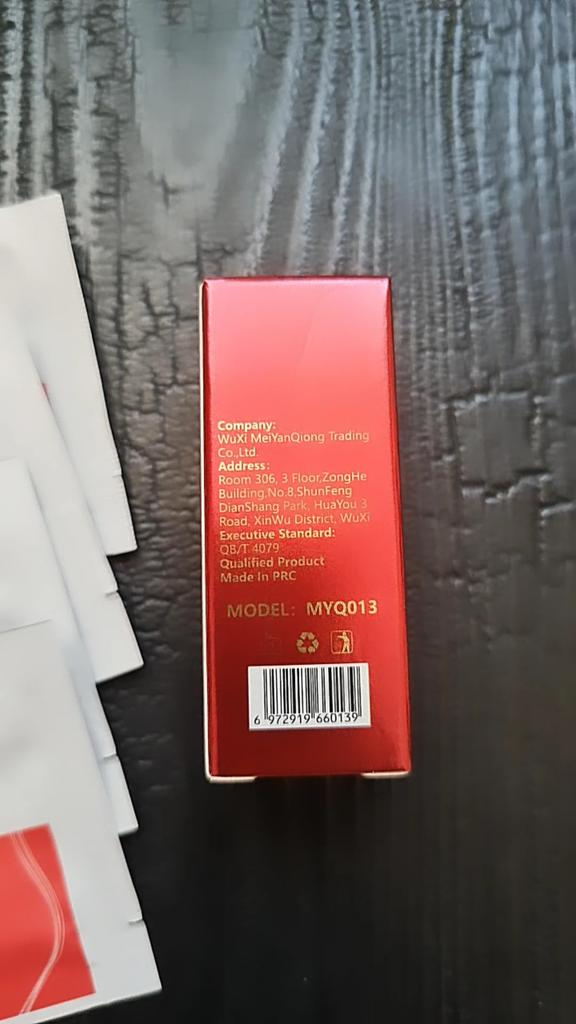 Company:
WuXi MeiYanQiong Trading
Co.,Ltd.
Address:
Room 306, 3 Floor,ZongHe
Building,No.8,ShunFeng
DianShang Park, HuaYou 3
Road, XinWu District, WuXi
Executive Standard:
QB/T 4079
Qualified Product
Made In PRC
MODEL: MYQ013
6 972919 660139